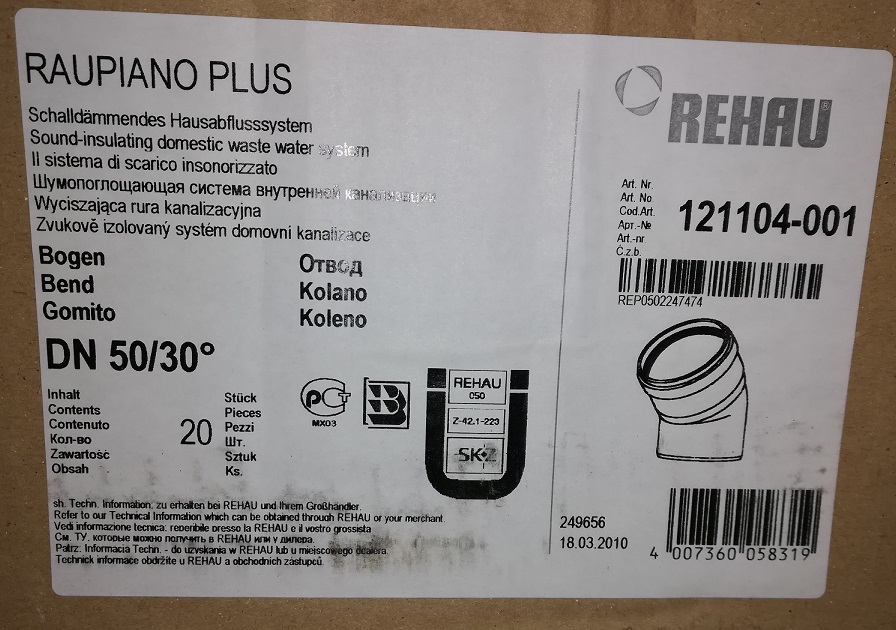 RAUPIANO PLUS
Schalldämmendes Hausabflusssystem
Sound-insulating domestic waste water system
Il sistema di scarico insonorizzato
Шумопоглощающая система внутренней канализации
Wyciszająca rura kanalizacyjna
Zvukově izolovaný systém domovní kanalizace
Bogen Отвод
Bend Kolano
Gomito Koleno
DN 50/30°
Inhalt Stück
Contents Pieces
Contenuto Pezzi
Кол-во 20 Шт.
Zawartość Sztuk
Obsah Ks.
РСТ
МХ03
REHAU
050
Z-42.1-223
SKZ
sh. Techn. Information: zu erhalten bei REHAU und Ihrem Großhändler.
Refer to our Technical Information which can be obtained through REHAU or your merchant.
Vedi informazione tecnica: reperibile presso la REHAU e il vostro grossista
См. ТУ, которые можно получить в REHAU или у дилера.
Patrz. Informacja Techn. - do uzyskania w REHAU lub u miejscowego dealera.
Technick informace obdržíte u REHAU a obchodních zástupců.
REHAU®
Art. Nr.
Art. No.
Cod.Art.
Арт.-№
Art.-nr.
Č.z.b.
121104-001
REP0502247474
249656
18.03.2010
4 007360 058319